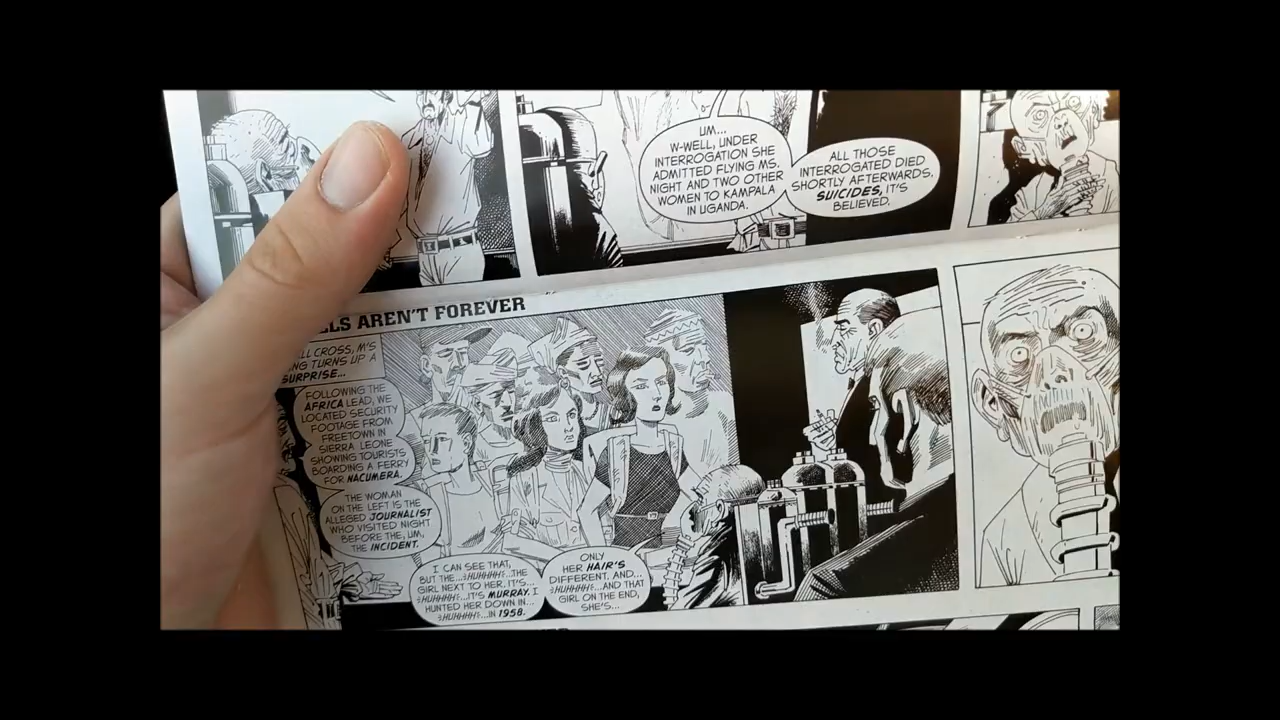 UM...
W-WELL, UNDER
INTERROGATION SHE
ADMITTED FLYING MS.
NIGHT AND TWO OTHER
WOMEN TO KAMPALA
IN UGANDA.
ALL THOSE
INTERROGATED DIED
SHORTLY AFTERWARDS.
SUICIDES, IT'S
BELIEVED.
AREN'T FOREVER
CROSS, M'S
TURNS UP A
SURPRISE...
FOLLOWING THE
AFRICA LEAD, WE
LOCATED SECURITY
FOOTAGE FROM
FREETOWN IN
SIERRA LEONE
SHOWING TOURISTS
BOARDING A FERRY
FOR NACUMERA.
THE WOMAN
ON THE LEFT IS THE
ALLEGED JOURNALIST
WHO VISITED NIGHT
BEFORE THE, UM,
THE INCIDENT.
I CAN SEE THAT,
BUT THE...:HUHHHH:...THE
GIRL NEXT TO HER, IT'S...
:HUHHHH:...IT'S MURRAY. I
HUNTED HER DOWN IN...
:HUHHHH:...IN 1958.
ONLY
HER HAIR'S
DIFFERENT. AND...
:HUHHHH:...AND THAT
GIRL ON THE END,
SHE'S...